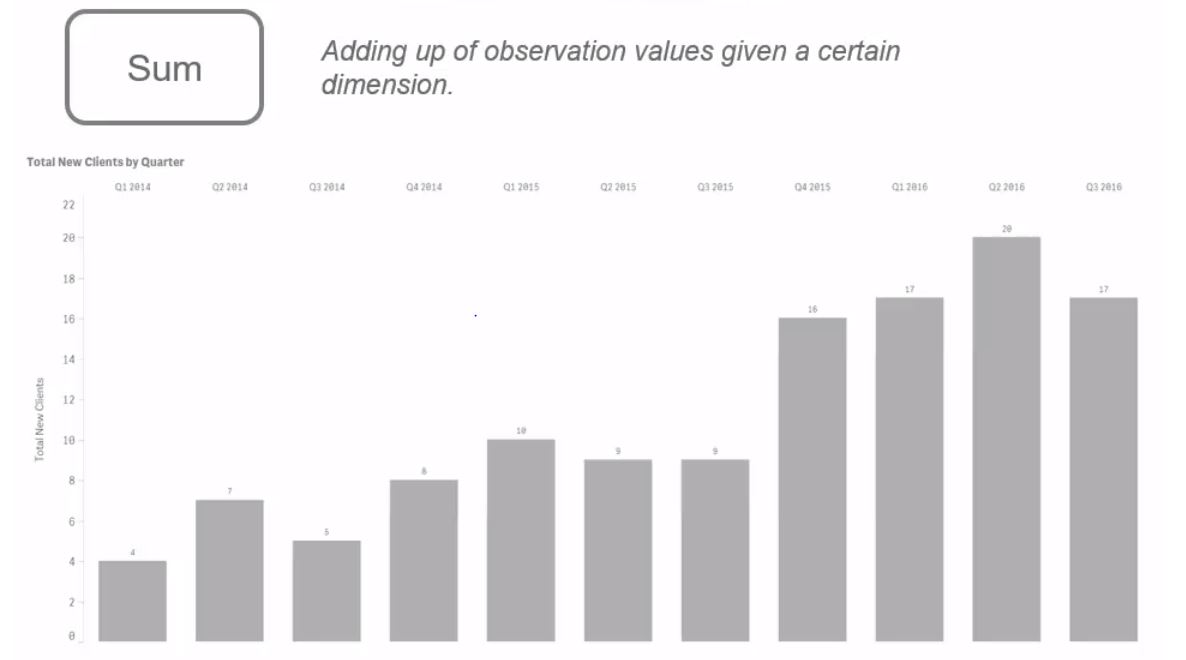 Sum
Adding up of observation values given a certain
dimension.
Total New Clients by Quarter
Q1 2014 Q2 2014 Q3 2014 Q4 2014 Q1 2015 Q2 2015 Q3 2015 Q4 2015 Q1 2016 Q2 2016 Q3 2016
22
20
18
16
14
12
10
8
6
4
2
0
Total New Clients
4 7 5 8 10 9 9 16 17 20 17